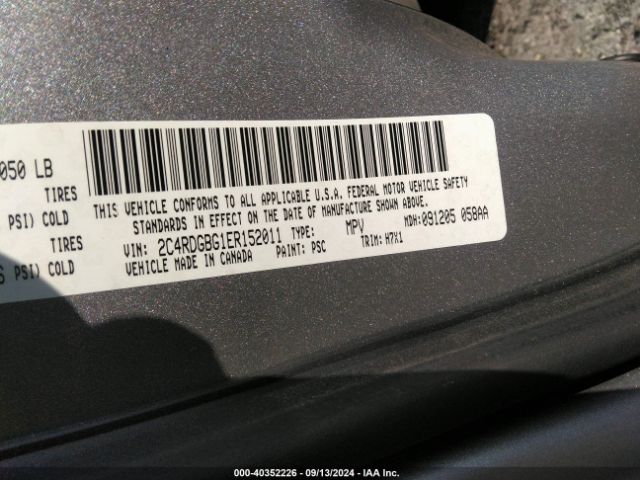 050 LB
TIRES
PSI) COLD
TIRES
PSI) COLD
THIS VEHICLE CONFORMS TO ALL APPLICABLE U.S.A. FEDERAL MOTOR VEHICLE SAFETY
STANDARDS IN EFFECT ON THE DATE OF MANUFACTURE SHOWN ABOVE.
VIN: 2C4RDGBG1ER152011 TYPE: MPV MDH: 091205 058AA
VEHICLE MADE IN CANADA PAINT: PSC TRIM: H7X1
000-40352226 - 09/13/2024 - IAA Inc.